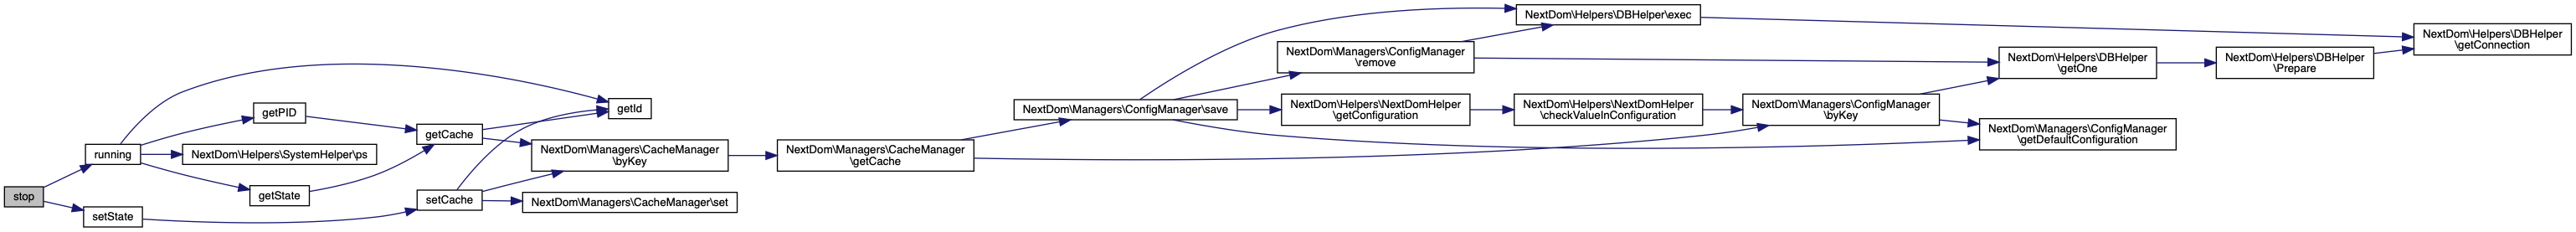 stop
running
setState
getPID
NextDom\Helpers\SystemHelper\ps
getState
getCache
setCache
getId
NextDom\Managers\CacheManager
\byKey
NextDom\Managers\CacheManager\set
NextDom\Managers\CacheManager
\getCache
NextDom\Managers\ConfigManager\save
NextDom\Managers\ConfigManager
\remove
NextDom\Helpers\NextDomHelper
\getConfiguration
NextDom\Helpers\DBHelper\exec
NextDom\Helpers\NextDomHelper
\checkValueInConfiguration
NextDom\Managers\ConfigManager
\byKey
NextDom\Helpers\DBHelper
\getOne
NextDom\Managers\ConfigManager
\getDefaultConfiguration
NextDom\Helpers\DBHelper
\Prepare
NextDom\Helpers\DBHelper
\getConnection